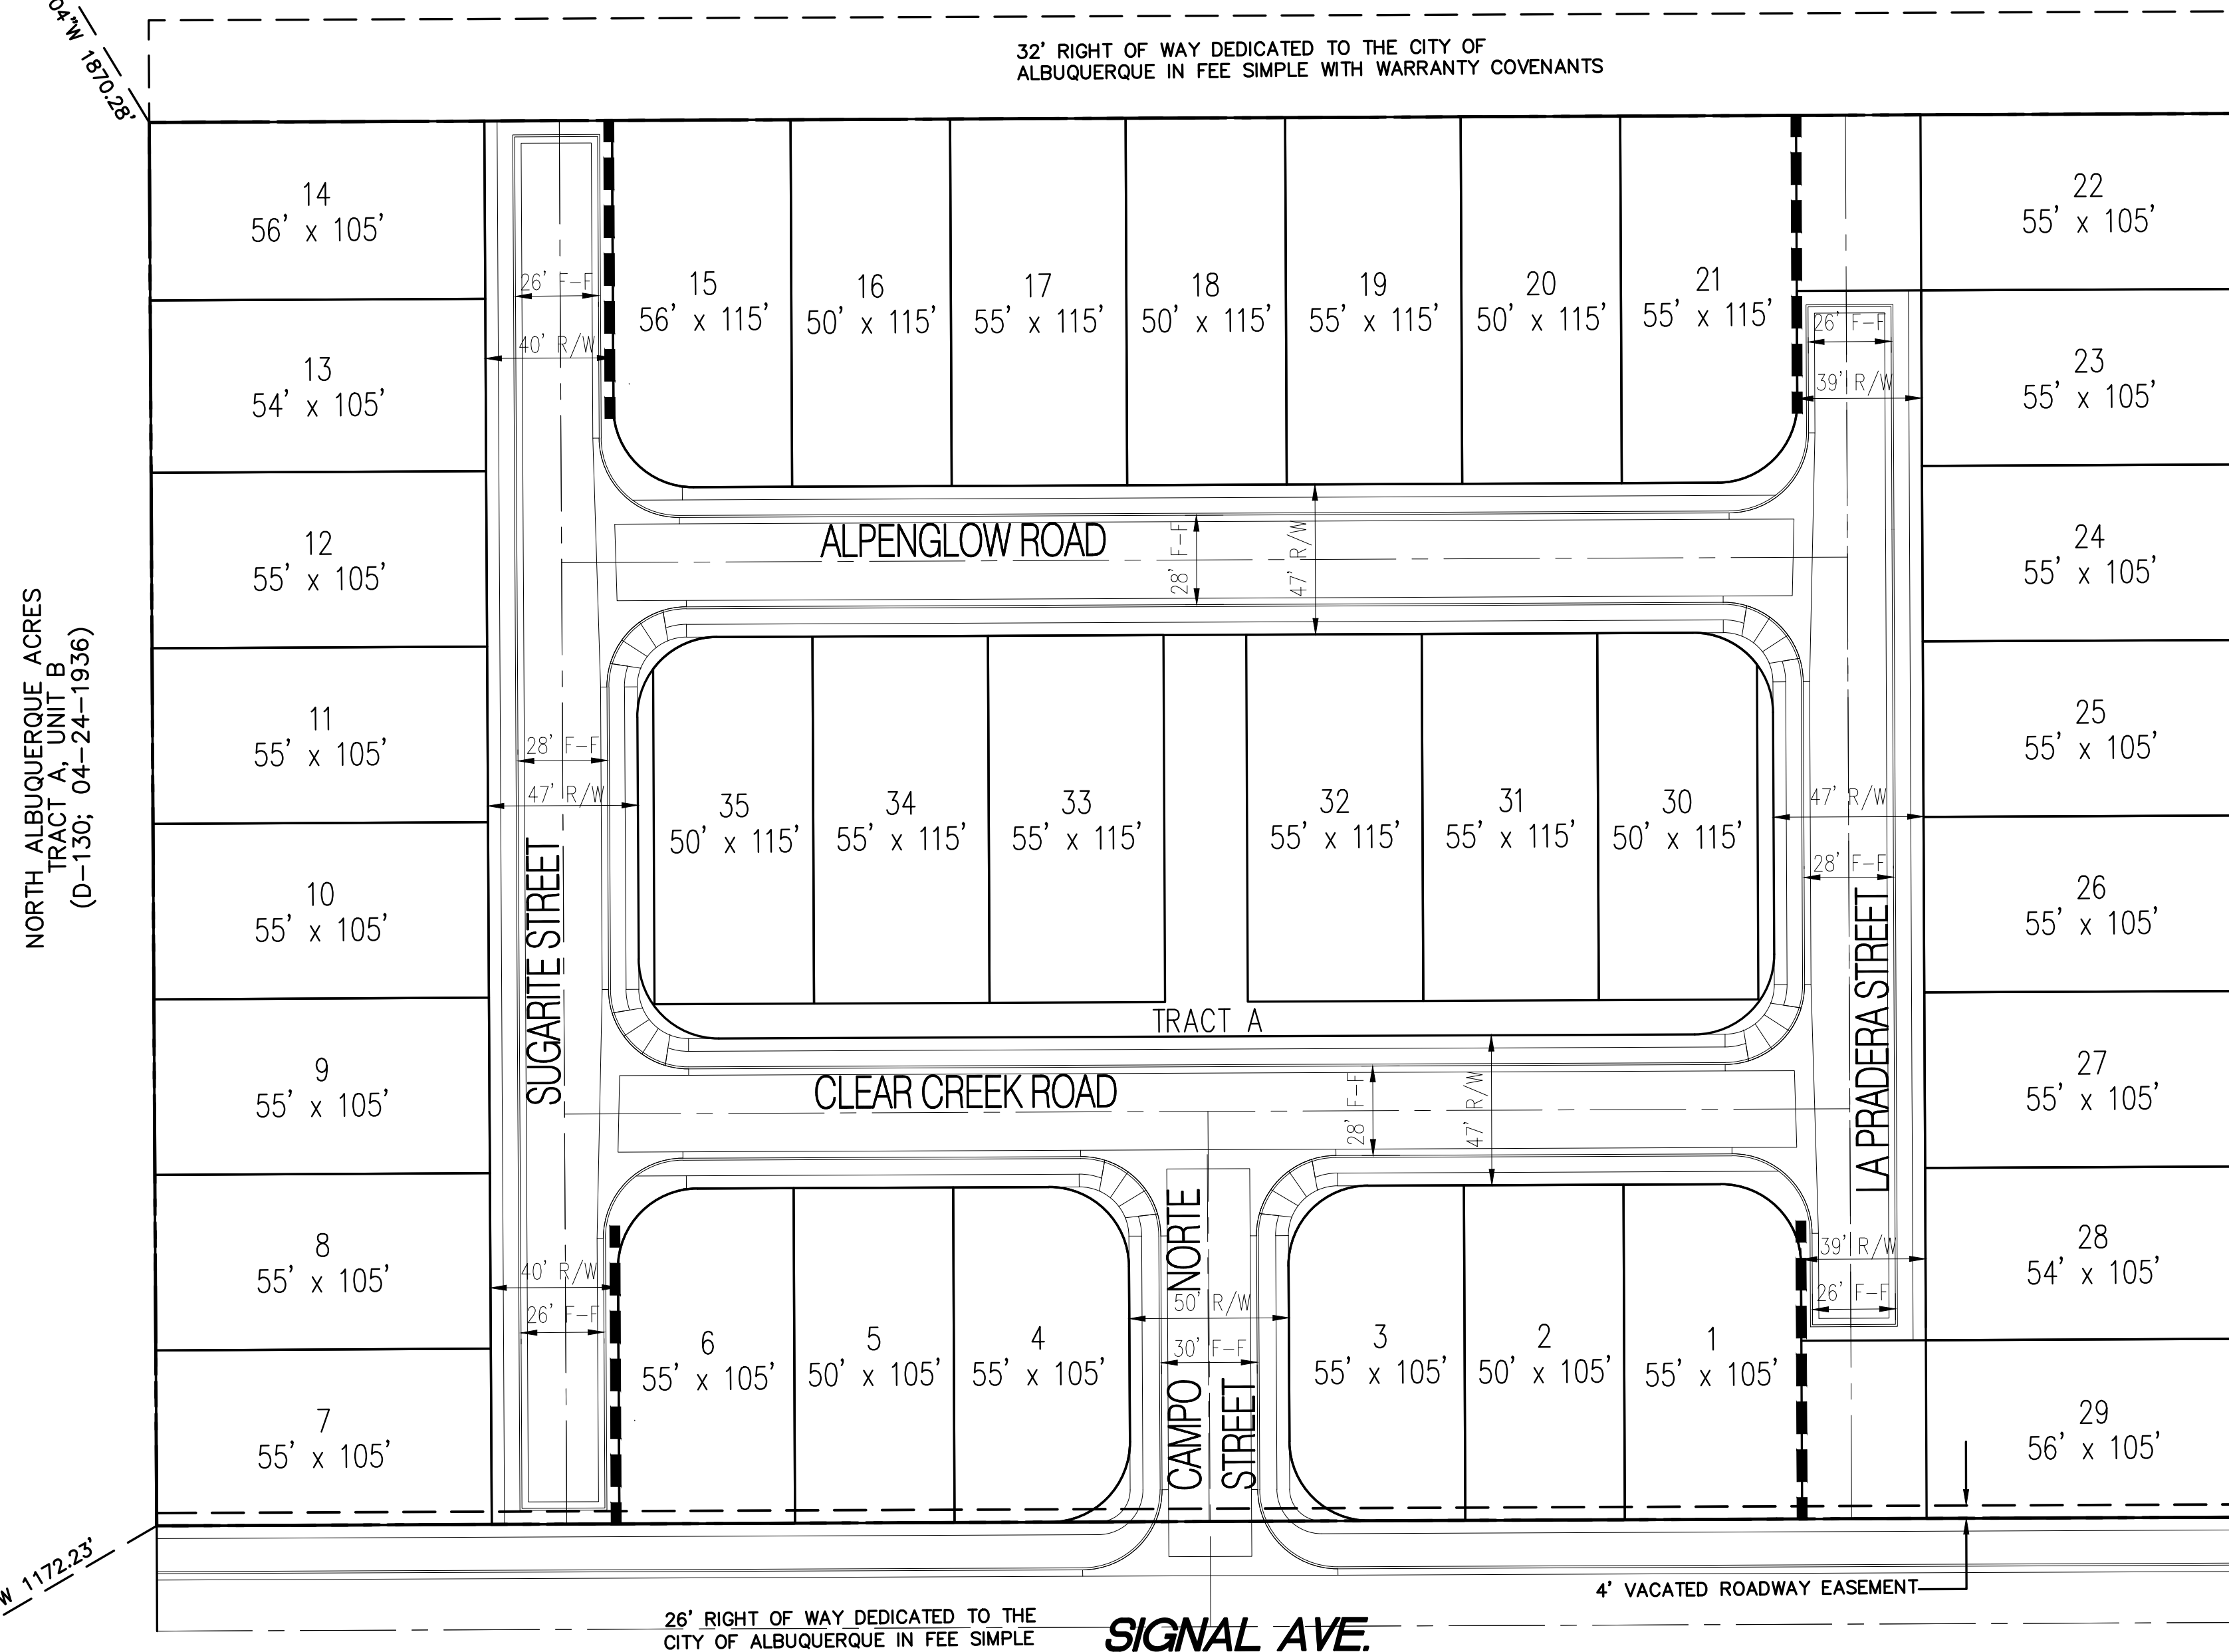 04"W 1870.28'
32' RIGHT OF WAY DEDICATED TO THE CITY OF
ALBUQUERQUE IN FEE SIMPLE WITH WARRANTY COVENANTS
14
56' x 105'
13
54' x 105'
12
55' x 105'
11
55' x 105'
10
55' x 105'
9
55' x 105'
8
55' x 105'
7
55' x 105'
NORTH ALBUQUERQUE ACRES
TRACT A, UNIT B
(D-130; 04-24-1936)
26' F-F
40' R/W
28' F-F
47' R/W
SUGARITE STREET
40' R/W
26' F-F
15
56' x 115'
16
50' x 115'
17
55' x 115'
18
50' x 115'
19
55' x 115'
20
50' x 115'
21
55' x 115'
ALPENGLOW ROAD
28' F-F
47' R/W
35
50' x 115'
34
55' x 115'
33
55' x 115'
32
55' x 115'
31
55' x 115'
30
50' x 115'
TRACT A
CLEAR CREEK ROAD
28' F-F
47' R/W
6
55' x 105'
5
50' x 105'
4
55' x 105'
CAMPO NORTE
STREET
50' R/W
30' F-F
3
55' x 105'
2
50' x 105'
1
55' x 105'
26' F-F
39' R/W
47' R/W
28' F-F
LA PRADERA STREET
39' R/W
26' F-F
22
55' x 105'
23
55' x 105'
24
55' x 105'
25
55' x 105'
26
55' x 105'
27
55' x 105'
28
54' x 105'
29
56' x 105'
W 1172.23'
4' VACATED ROADWAY EASEMENT
26' RIGHT OF WAY DEDICATED TO THE
CITY OF ALBUQUERQUE IN FEE SIMPLE
SIGNAL AVE.